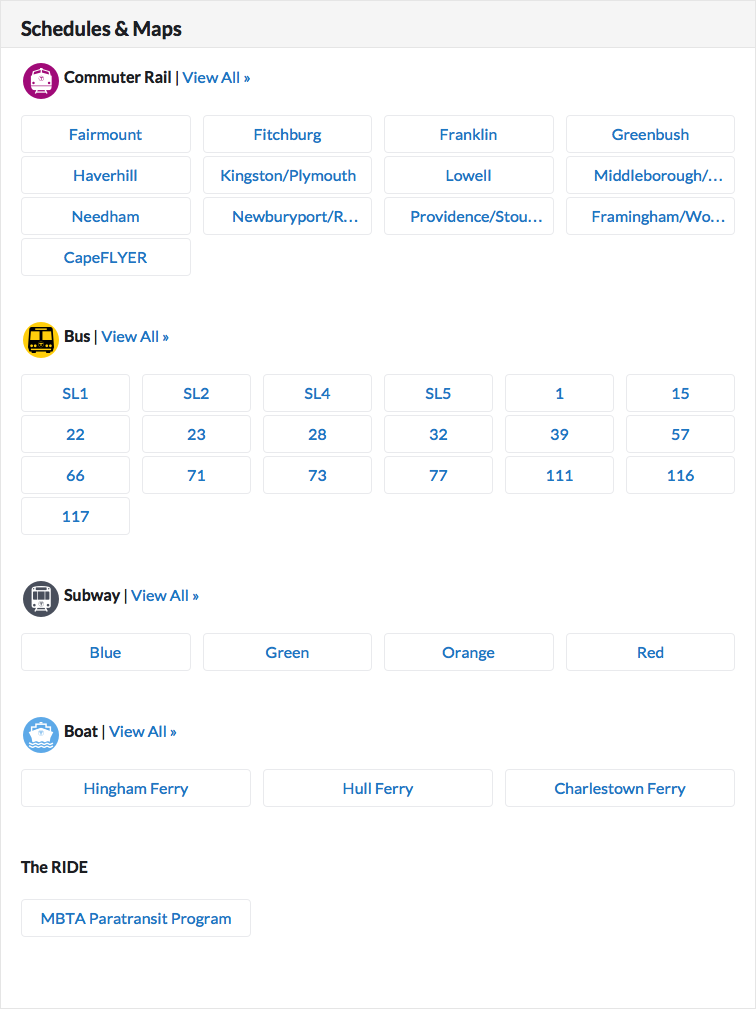 Schedules & Maps
Commuter Rail | View All »
Fairmount Fitchburg Franklin Greenbush
Haverhill Kingston/Plymouth Lowell Middleborough/...
Needham Newburyport/R... Providence/Stou... Framingham/Wo...
CapeFLYER
Bus | View All »
SL1 SL2 SL4 SL5 1 15
22 23 28 32 39 57
66 71 73 77 111 116
117
Subway | View All »
Blue Green Orange Red
Boat | View All »
Hingham Ferry Hull Ferry Charlestown Ferry
The RIDE
MBTA Paratransit Program